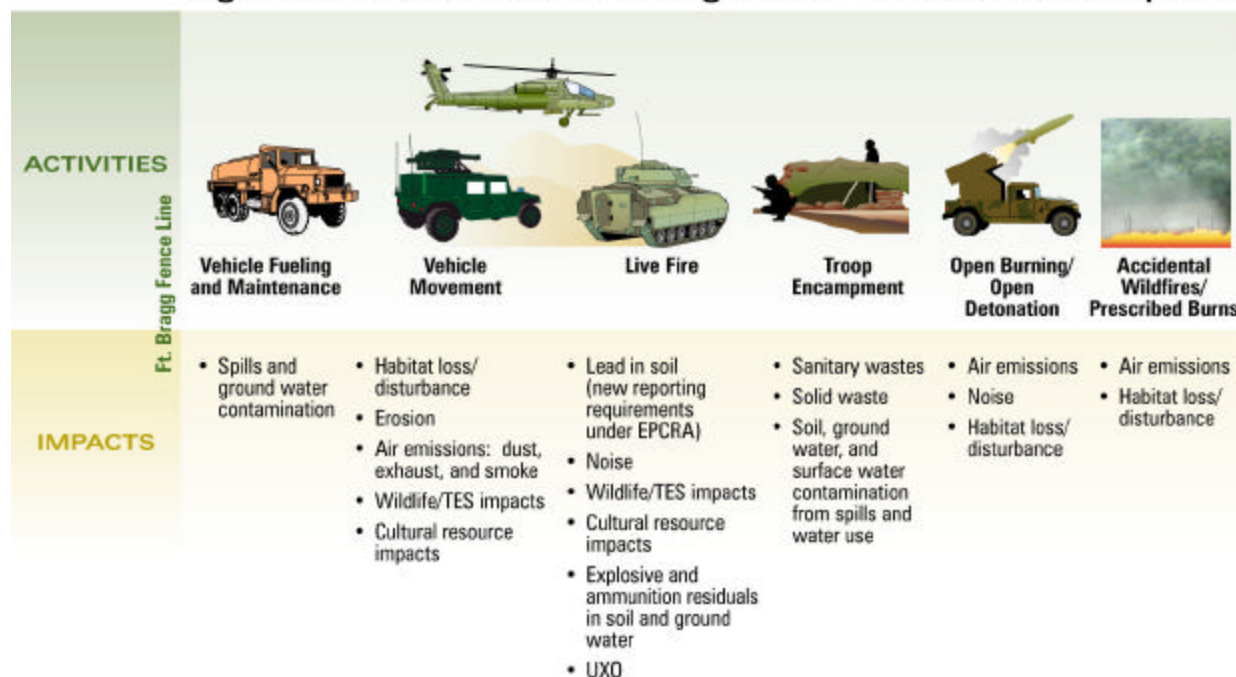 ACTIVITIES
Ft. Bragg Fence Line
Vehicle Fueling
and Maintenance
Vehicle
Movement
Live Fire
Troop
Encampment
Open Burning/
Open
Detonation
Accidental
Wildfires/
Prescribed Burns
IMPACTS
• Spills and
ground water
contamination
• Habitat loss/
disturbance
• Erosion
• Air emissions: dust,
exhaust, and smoke
• Wildlife/TES impacts
• Cultural resource
impacts
• Lead in soil
(new reporting
requirements
under EPCRA)
• Noise
• Wildlife/TES impacts
• Cultural resource
impacts
• Explosive and
ammunition residuals
in soil and ground
water
• UXO
• Sanitary wastes
• Solid waste
• Soil, ground
water, and
surface water
contamination
from spills and
water use
• Air emissions
• Noise
• Habitat loss/
disturbance
• Air emissions
• Habitat loss/
disturbance